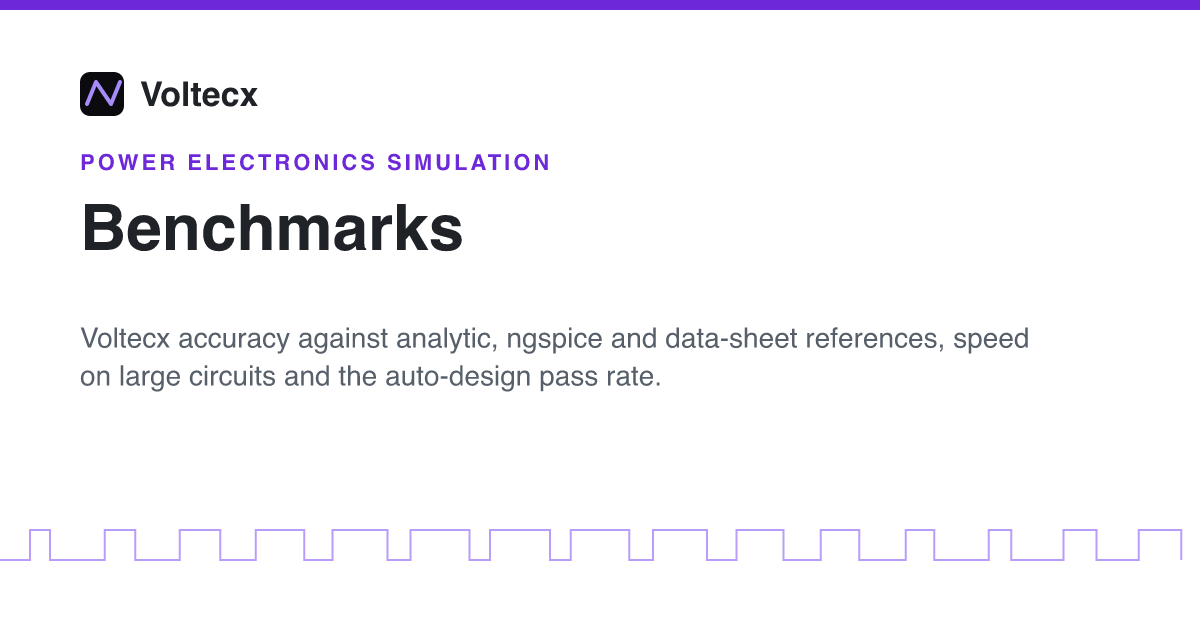 Voltecx
POWER ELECTRONICS SIMULATION
Benchmarks
Voltecx accuracy against analytic, ngspice and data-sheet references, speed
on large circuits and the auto-design pass rate.